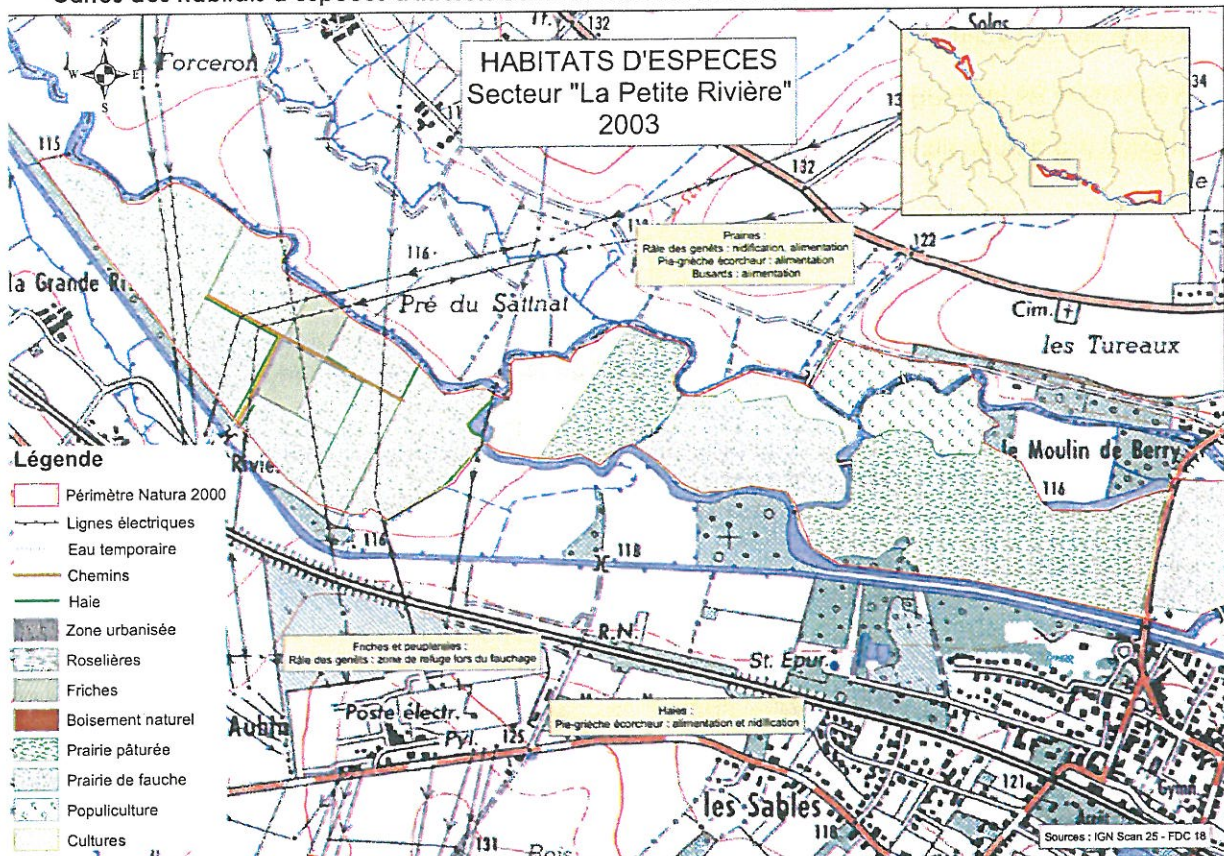 HABITATS D'ESPECES
Secteur "La Petite Rivière"
2003
N
W
E
S
Forceron
132
Solas
34
115
132
122
116
la Grande
Pré du Satinat
Prairies :
Râle des genêts : nidification, alimentation
Pie-grièche écorcheur : alimentation
Busards : alimentation
Cim.
les Tureaux
le Moulin de Berry
116
116
118
R.N.
St. Epur.
Friches et peupleraies :
Râle des genêts : zone de refuge lors du fauchage
Haies :
Pie-grièche écorcheur : alimentation et nidification
Poste électr.
Pyl.
125
les Sables
118
121
Gymn.
131
Bois
Légende
Périmètre Natura 2000
Lignes électriques
Eau temporaire
Chemins
Haie
Zone urbanisée
Roselières
Friches
Boisement naturel
Prairie pâturée
Prairie de fauche
Populiculture
Cultures
Sources : IGN Scan 25 - FDC 18